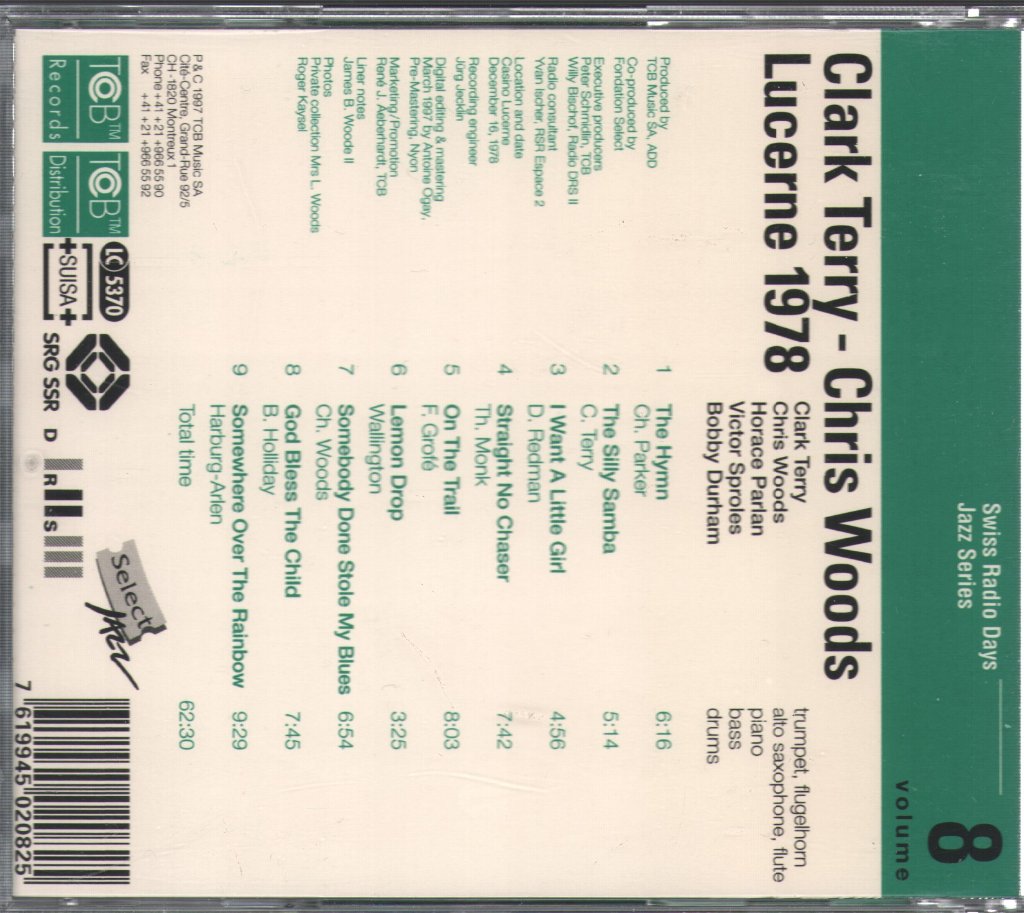 Swiss Radio Days
Jazz Series
8
volume
Clark Terry - Chris Woods
Lucerne 1978
Clark Terry trumpet, flugelhorn
Chris Woods alto saxophone, flute
Horace Parlan piano
Victor Sproles bass
Bobby Durham drums
1 The Hymn 6:16
Ch. Parker
2 The Silly Samba 5:14
C. Terry
3 I Want A Little Girl 4:56
D. Redman
4 Straight No Chaser 7:42
Th. Monk
5 On The Trail 8:03
F. Grofé
6 Lemon Drop 3:25
Wallington
7 Somebody Done Stole My Blues 6:54
Ch. Woods
8 God Bless The Child 7:45
B. Holliday
9 Somewhere Over The Rainbow 9:29
Harburg-Arlen
Total time 62:30
Produced by
TCB Music SA, ADD
Co-produced by
Fondation Select
Executive producers
Peter Schmidlin, TCB
Willy Bischof, Radio DRS II
Radio consultant
Yvan Ischer, RSR Espace 2
Location and date
Casino Lucerne
December 16, 1978
Recording engineer
Jürg Jecklin
Digital editing & mastering
March 1997 by Antoine Ogay,
Pre-Mastering, Nyon
Marketing/Promotion
René J. Aeberhardt, TCB
Liner notes
James B. Woode II
Photos
Private collection Mrs L. Woods
Roger Kaysel
P & C 1997 TCB Music SA
Cité-Centre, Grand-Rue 92/5
CH -1820 Montreux 1
Phone +41 +21 +966 55 90
Fax +41 +21 +966 55 92
TCB™
Records
TCB™
Distribution
LC 5370
SUISA
SRG SSR D
R S
Select
JAZZ
7 619945 020825